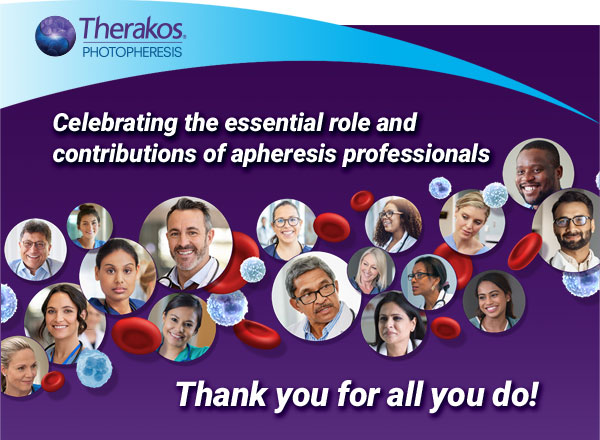 Therakos®
PHOTOPHERESIS
Celebrating the essential role and
contributions of apheresis professionals
Thank you for all you do!